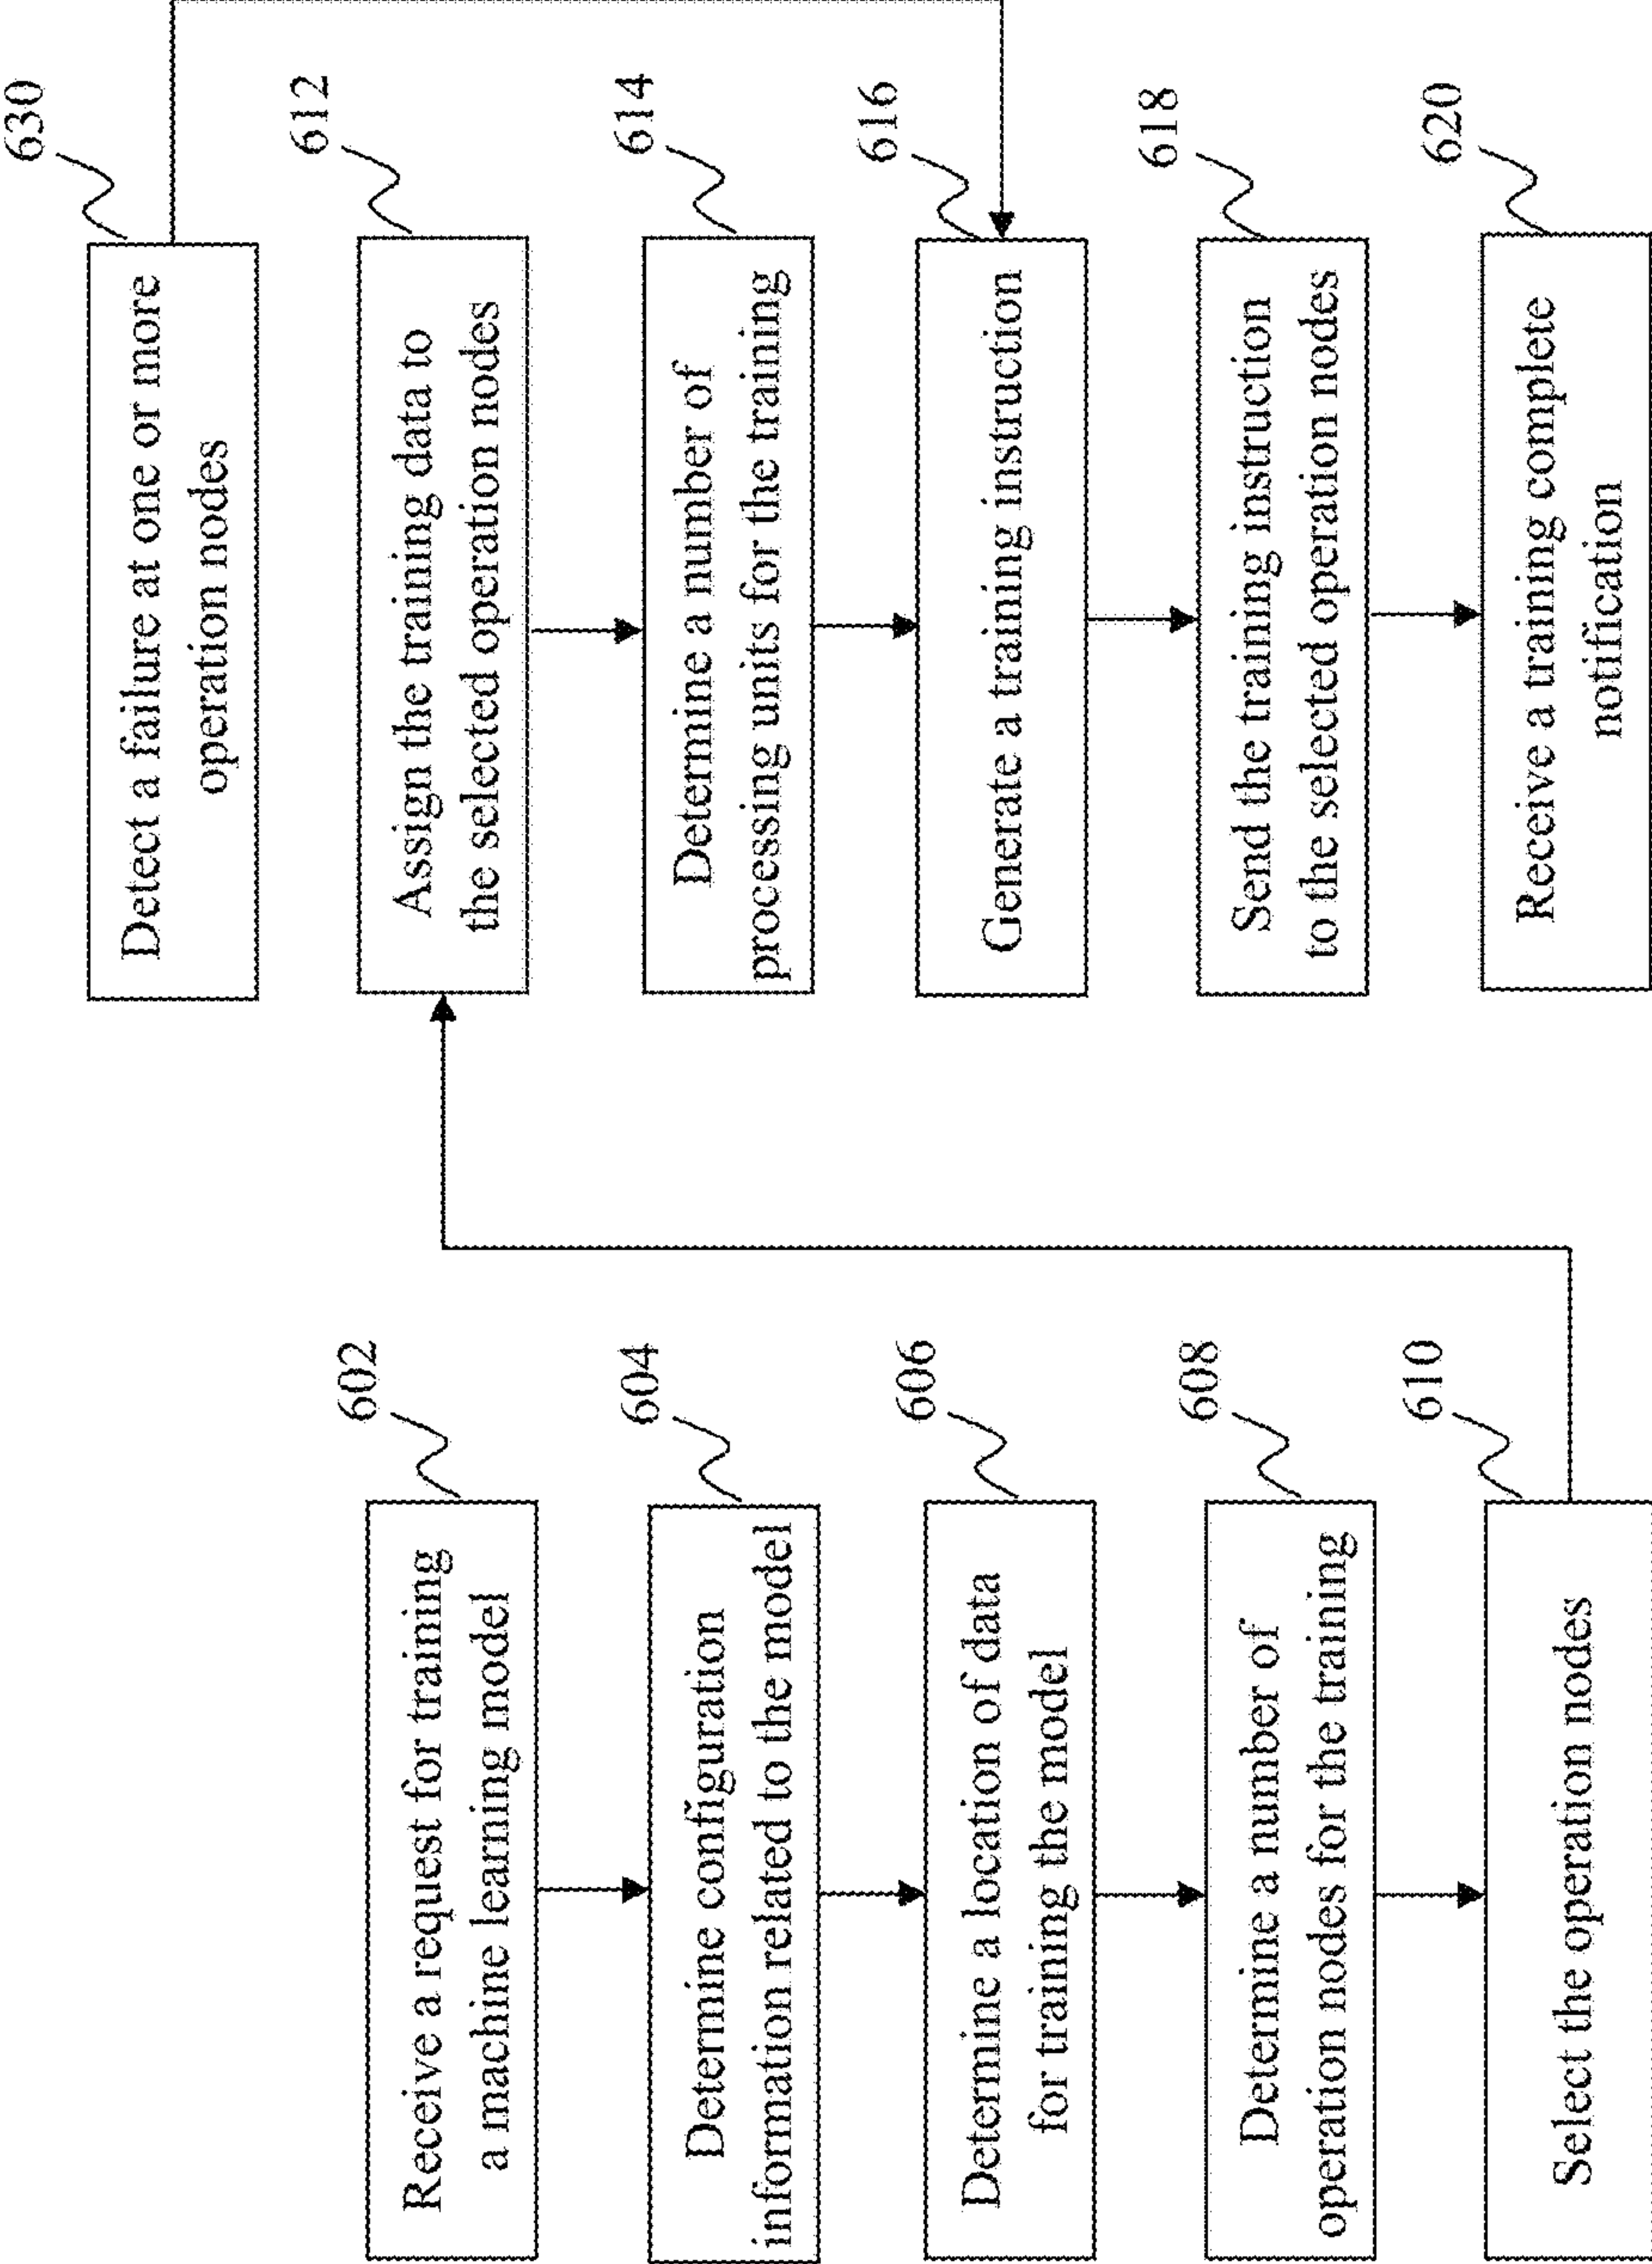 602
Receive a request for training
a machine learning model
604
Determine configuration
information related to the model
606
Determine a location of data
for training the model
608
Determine a number of
operation nodes for the training
610
Select the operation nodes
630
Detect a failure at one or more
operation nodes
612
Assign the training data to
the selected operation nodes
614
Determine a number of
processing units for the training
616
Generate a training instruction
618
Send the training instruction
to the selected operation nodes
620
Receive a training complete
notification